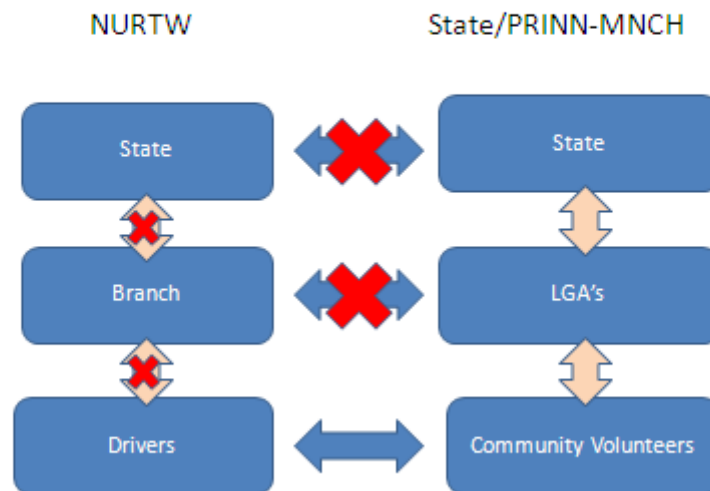 NURTW
State/PRINN-MNCH
State
State
Branch
LGA's
Drivers
Community Volunteers